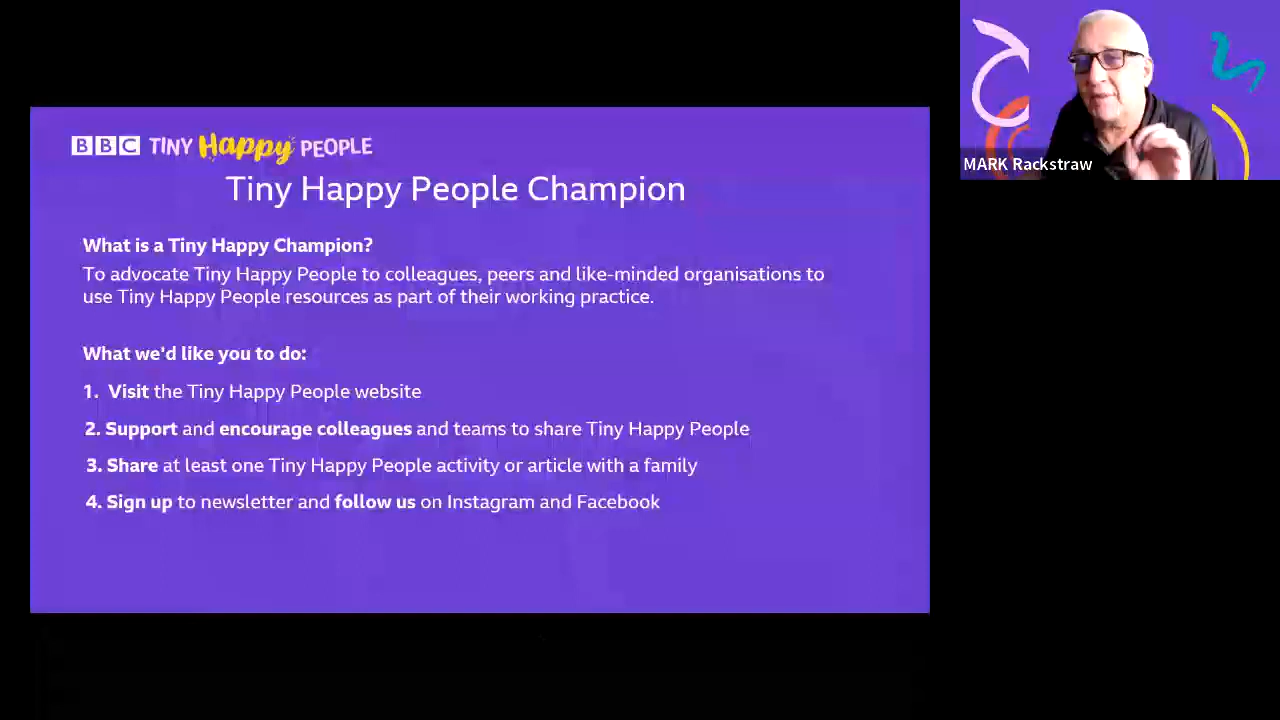 BBC TINY Happy PEOPLE
Tiny Happy People Champion
What is a Tiny Happy Champion?
To advocate Tiny Happy People to colleagues, peers and like-minded organisations to
use Tiny Happy People resources as part of their working practice.
What we'd like you to do:
1. Visit the Tiny Happy People website
2. Support and encourage colleagues and teams to share Tiny Happy People
3. Share at least one Tiny Happy People activity or article with a family
4. Sign up to newsletter and follow us on Instagram and Facebook
MARK Rackstraw